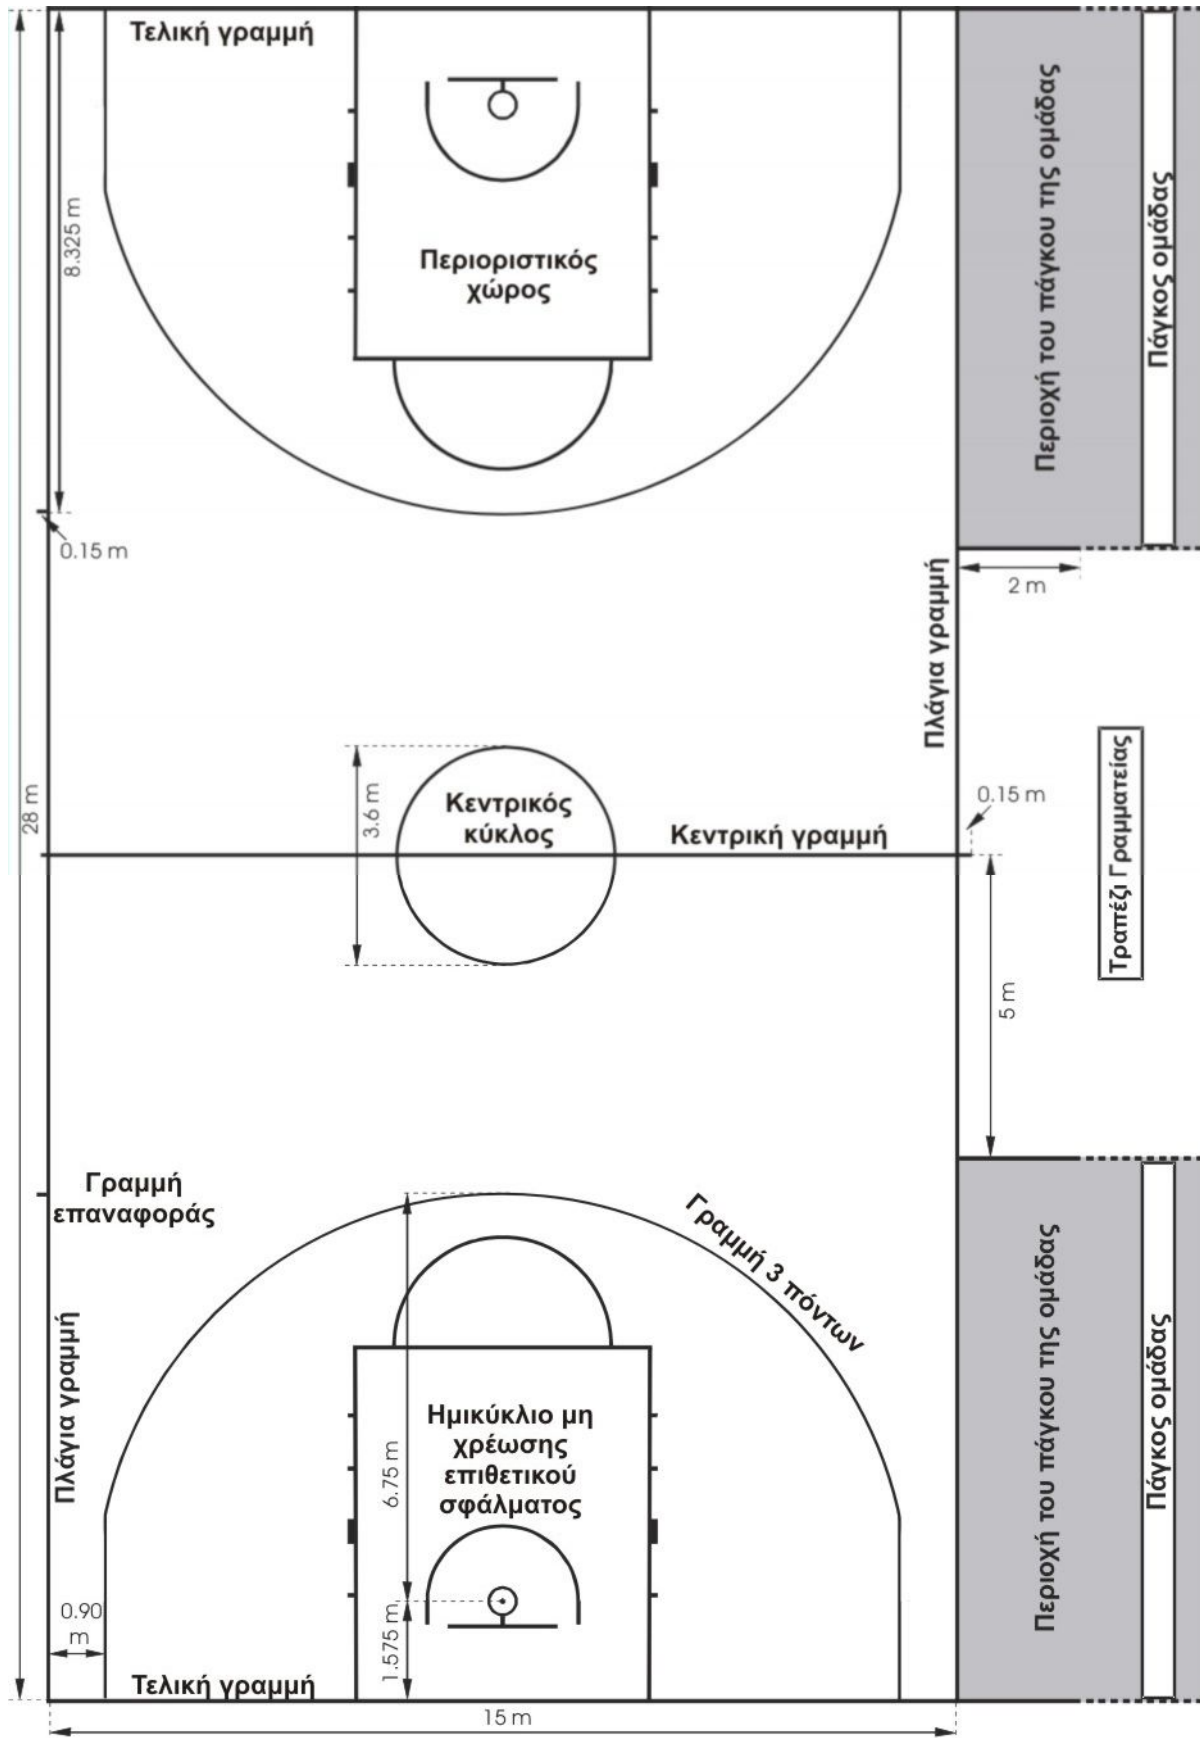 Τελική γραμμή
8.325 m
Περιοριστικός
χώρος
Περιοχή του πάγκου της ομάδας
Πάγκος ομάδας
0.15 m
2 m
Πλάγια γραμμή
28 m
3.6 m
Κεντρικός
κύκλος
Κεντρική γραμμή
0.15 m
Τραπέζι Γραμματείας
5 m
Γραμμή
επαναφοράς
Γραμμή 3 πόντων
Πλάγια γραμμή
Ημικύκλιο μη
χρέωσης
επιθετικού
σφάλματος
6.75 m
Περιοχή του πάγκου της ομάδας
Πάγκος ομάδας
0.90
m
1.575 m
Τελική γραμμή
15 m